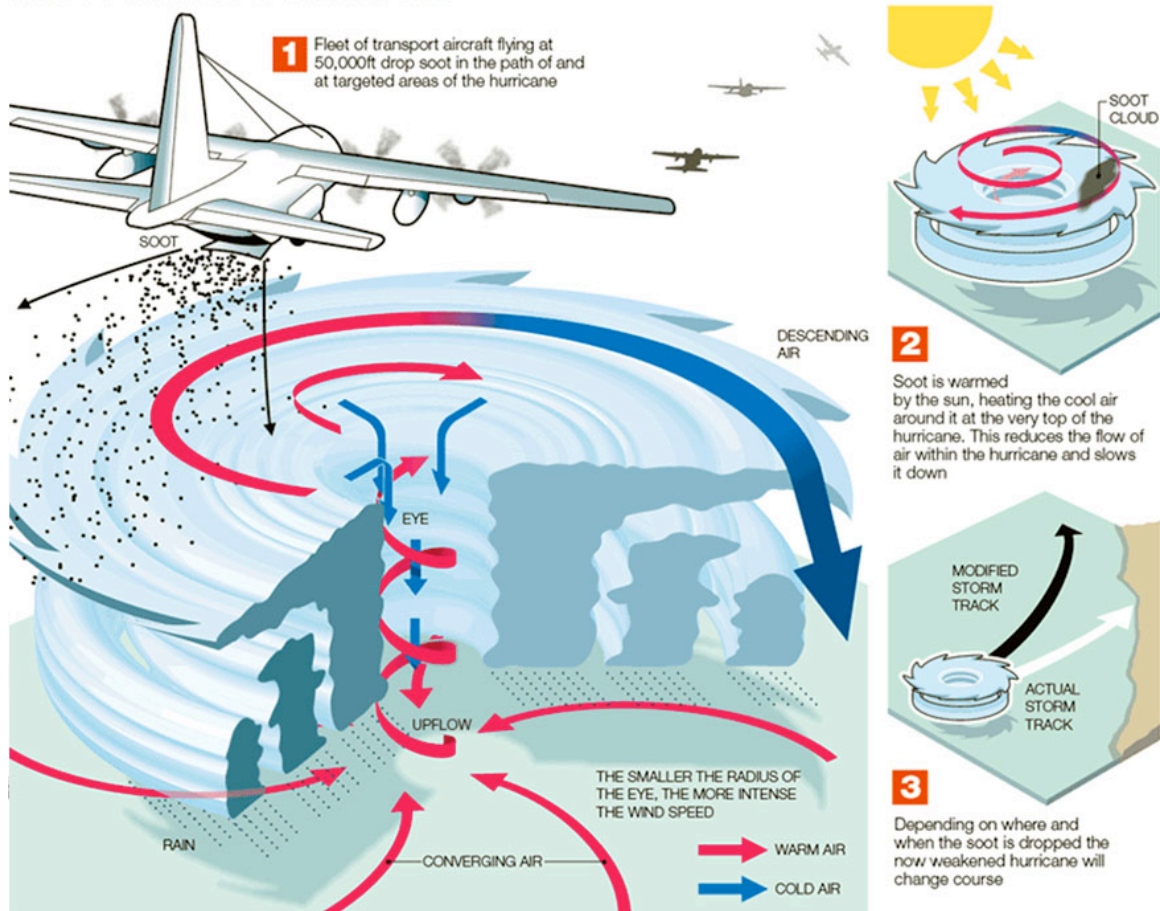 1
Fleet of transport aircraft flying at
50,000ft drop soot in the path of and
at targeted areas of the hurricane
SOOT
DESCENDING
AIR
EYE
UPFLOW
THE SMALLER THE RADIUS OF
THE EYE, THE MORE INTENSE
THE WIND SPEED
RAIN
CONVERGING AIR
WARM AIR
COLD AIR
SOOT
CLOUD
2
Soot is warmed
by the sun, heating the cool air
around it at the very top of the
hurricane. This reduces the flow of
air within the hurricane and slows
it down
MODIFIED
STORM
TRACK
ACTUAL
STORM
TRACK
3
Depending on where and
when the soot is dropped the
now weakened hurricane will
change course